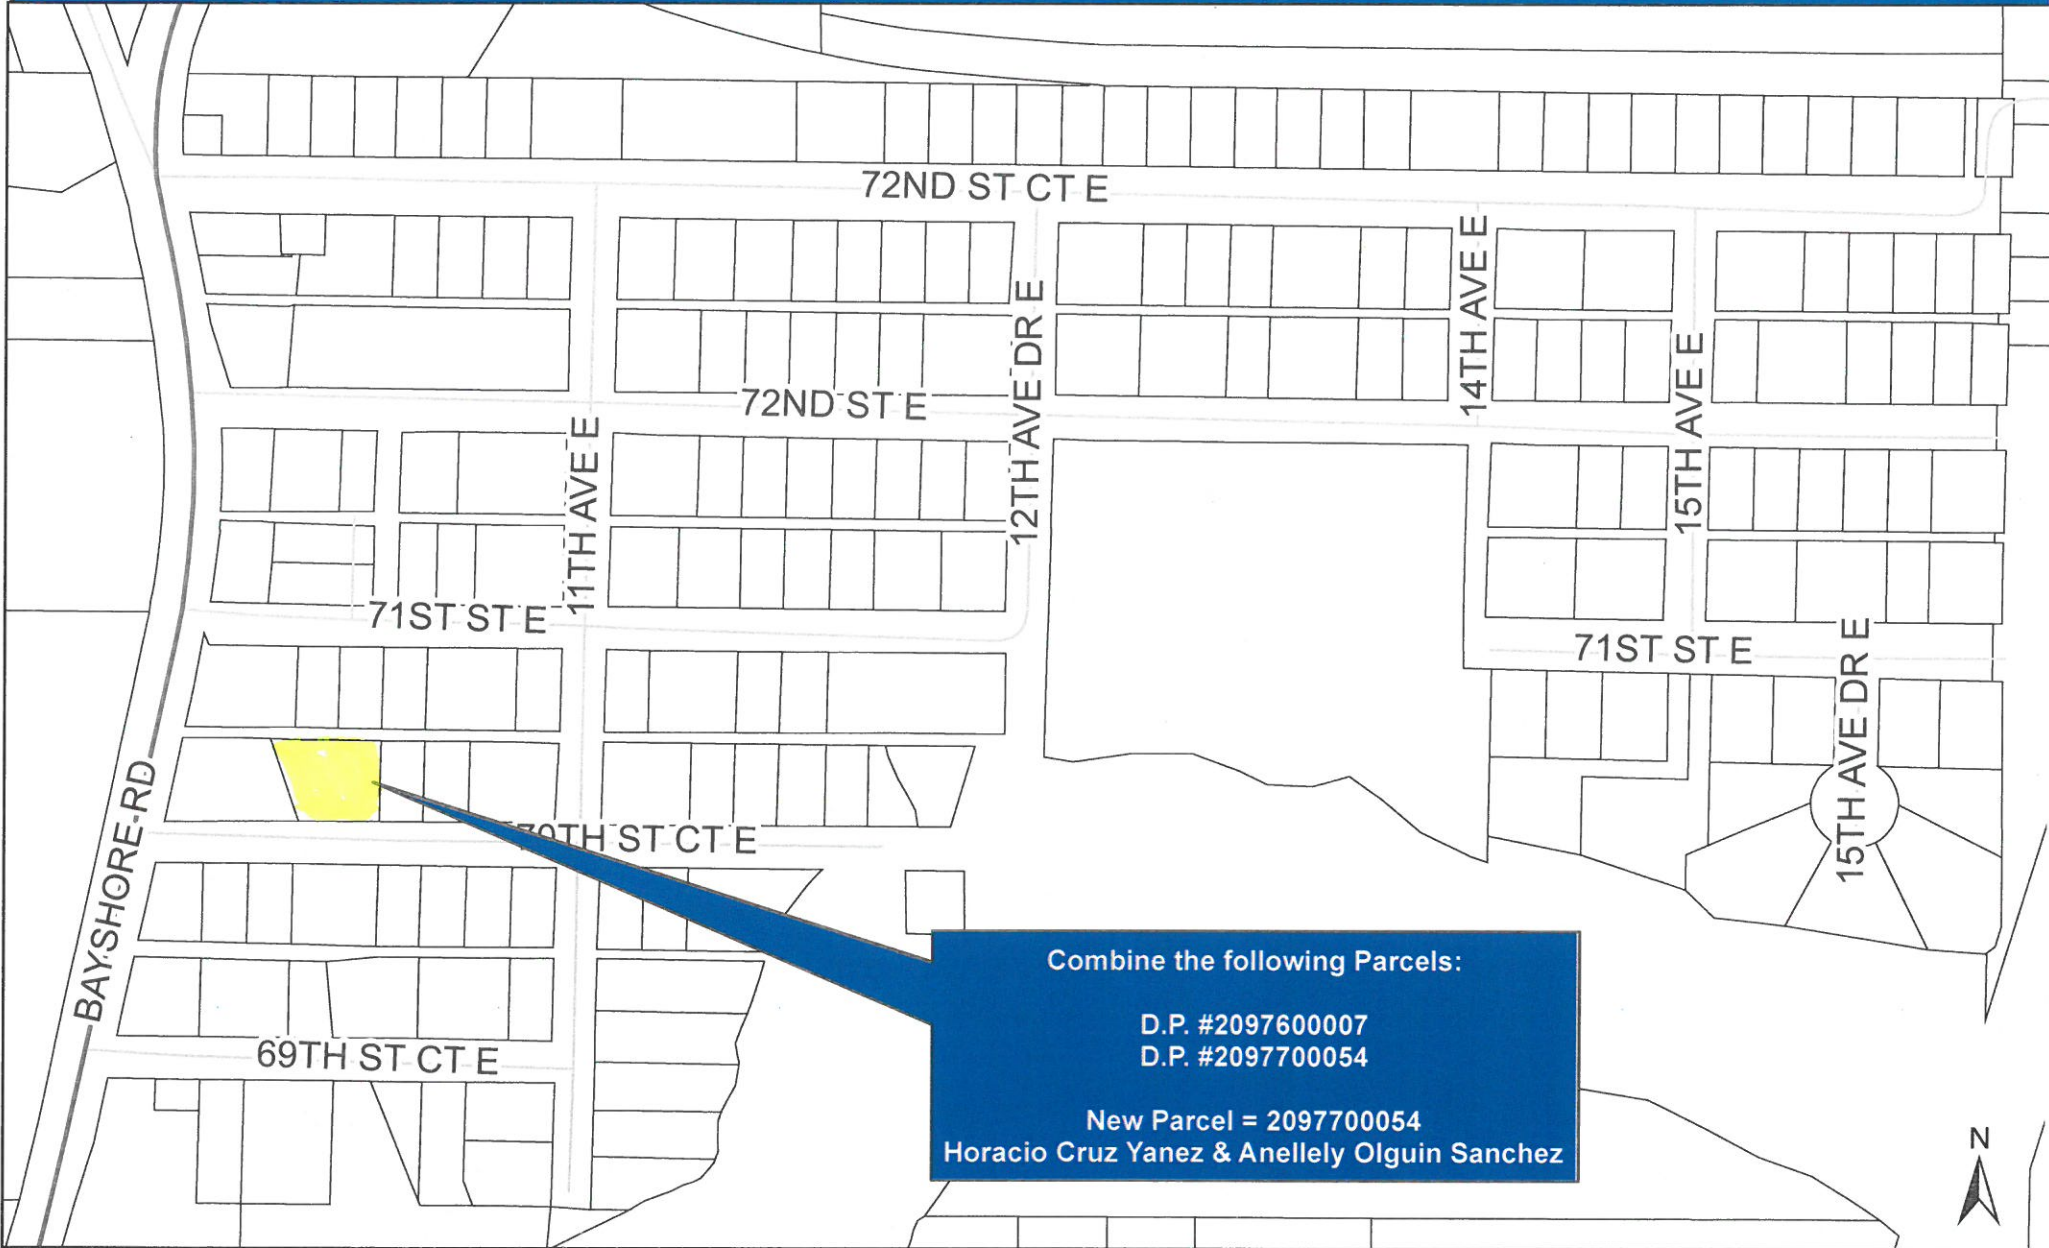 72ND ST CT E
14TH AVE E
12TH AVE DR E
15TH AVE E
72ND ST E
11TH AVE E
71ST ST E
71ST ST E
15TH AVE DR E
BAYSHORE RD
70TH ST CT E
69TH ST CT E
Combine the following Parcels:
D.P. #2097600007
D.P. #2097700054
New Parcel = 2097700054
Horacio Cruz Yanez & Anellely Olguin Sanchez
N